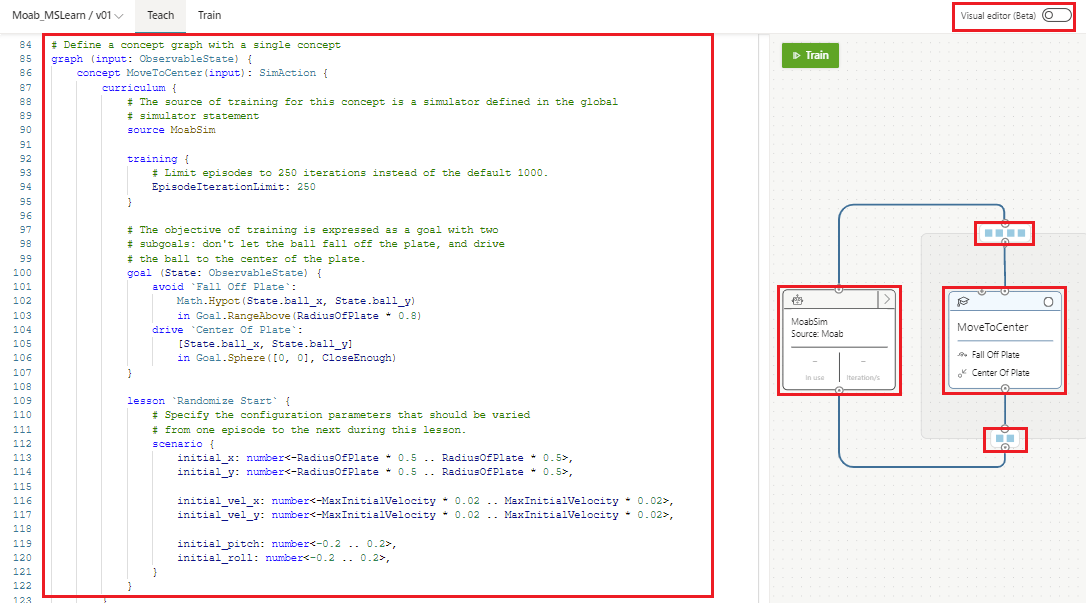 Moab_MSLearn / v01
Teach
Train
Visual editor (Beta)
84 # Define a concept graph with a single concept
85 graph (input: ObservableState) {
86 concept MoveToCenter(input): SimAction {
87 curriculum {
88 # The source of training for this concept is a simulator defined in the global
89 # simulator statement
90 source MoabSim
91
92 training {
93 # Limit episodes to 250 iterations instead of the default 1000.
94 EpisodeIterationLimit: 250
95 }
96
97 # The objective of training is expressed as a goal with two
98 # subgoals: don't let the ball fall off the plate, and drive
99 # the ball to the center of the plate.
100 goal (State: ObservableState) {
101 avoid `Fall Off Plate`:
102 Math.Hypot(State.ball_x, State.ball_y)
103 in Goal.RangeAbove(RadiusOfPlate * 0.8)
104 drive `Center Of Plate`:
105 [State.ball_x, State.ball_y]
106 in Goal.Sphere([0, 0], CloseEnough)
107 }
108
109 lesson `Randomize Start` {
110 # Specify the configuration parameters that should be varied
111 # from one episode to the next during this lesson.
112 scenario {
113 initial_x: number<-RadiusOfPlate * 0.5 .. RadiusOfPlate * 0.5>,
114 initial_y: number<-RadiusOfPlate * 0.5 .. RadiusOfPlate * 0.5>,
115
116 initial_vel_x: number<-MaxInitialVelocity * 0.02 .. MaxInitialVelocity * 0.02>,
117 initial_vel_y: number<-MaxInitialVelocity * 0.02 .. MaxInitialVelocity * 0.02>,
118
119 initial_pitch: number<-0.2 .. 0.2>,
120 initial_roll: number<-0.2 .. 0.2>,
121 }
122 }
123 }
Train
MoabSim
Source: Moab
-- --
In use Iteration/s
MoveToCenter
Fall Off Plate
Center Of Plate